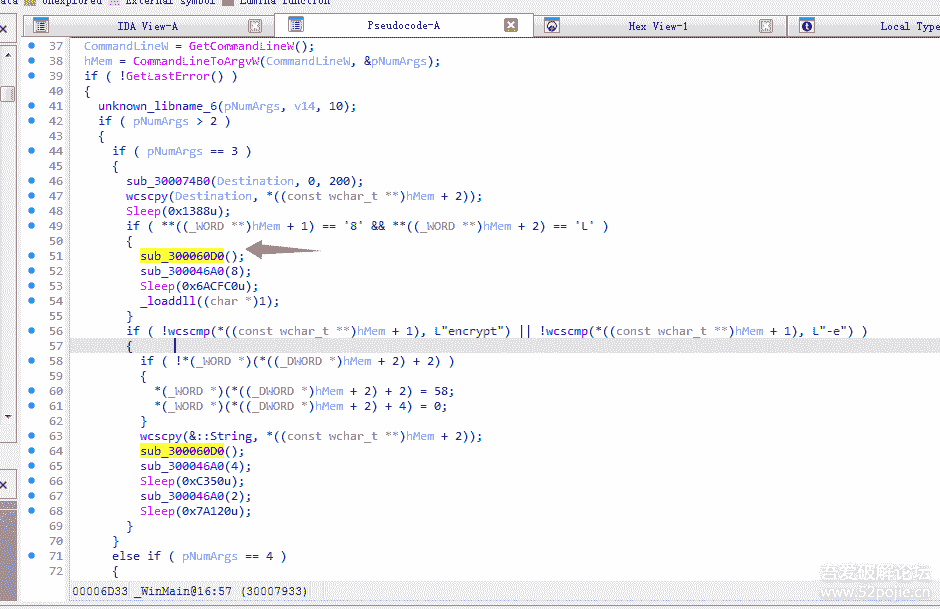 Unexplored External symbol Lumina function
IDA View-A Pseudocode-A Hex View-1 Local Type
37 CommandLineW = GetCommandLineW();
38 hMem = CommandLineToArgvW(CommandLineW, &pNumArgs);
39 if ( !GetLastError() )
40 {
41 unknown_libname_6(pNumArgs, v14, 10);
42 if ( pNumArgs > 2 )
43 {
44 if ( pNumArgs == 3 )
45 {
46 sub_300074B0(Destination, 0, 200);
47 wcscpy(Destination, *((const wchar_t **)hMem + 2));
48 Sleep(0x1388u);
49 if ( **((_WORD **)hMem + 1) == '8' && **((_WORD **)hMem + 2) == 'L' )
50 {
51 sub_300060D0();
52 sub_300046A0(8);
53 Sleep(0x6ACFC0u);
54 _loaddll((char *)1);
55 }
56 if ( !wcscmp(*((const wchar_t **)hMem + 1), L"encrypt") || !wcscmp(*((const wchar_t **)hMem + 1), L"-e") )
57 {
58 if ( !*(_WORD *)(*((_DWORD *)hMem + 2) + 2) )
59 {
60 *(_WORD *)(*((_DWORD *)hMem + 2) + 2) = 58;
61 *(_WORD *)(*((_DWORD *)hMem + 2) + 4) = 0;
62 }
63 wcscpy(&::String, *((const wchar_t **)hMem + 2));
64 sub_300060D0();
65 sub_300046A0(4);
66 Sleep(0xC350u);
67 sub_300046A0(2);
68 Sleep(0x7A120u);
69 }
70 }
71 else if ( pNumArgs == 4 )
72 {
00006D33 _WinMain@16:57 (30007933)
吾爱破解论坛
www.52pojie.cn